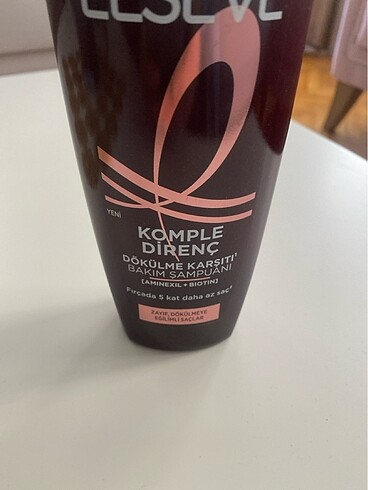 ELSEVE
YENİ
KOMPLE
DİRENÇ
DÖKÜLME KARŞITI¹
BAKIM ŞAMPUANI
[AMINEXIL + BIOTIN]
Fırçada 5 kat daha az saç²
ZAYIF, DÖKÜLMEYE
EĞİLİMLİ SAÇLAR